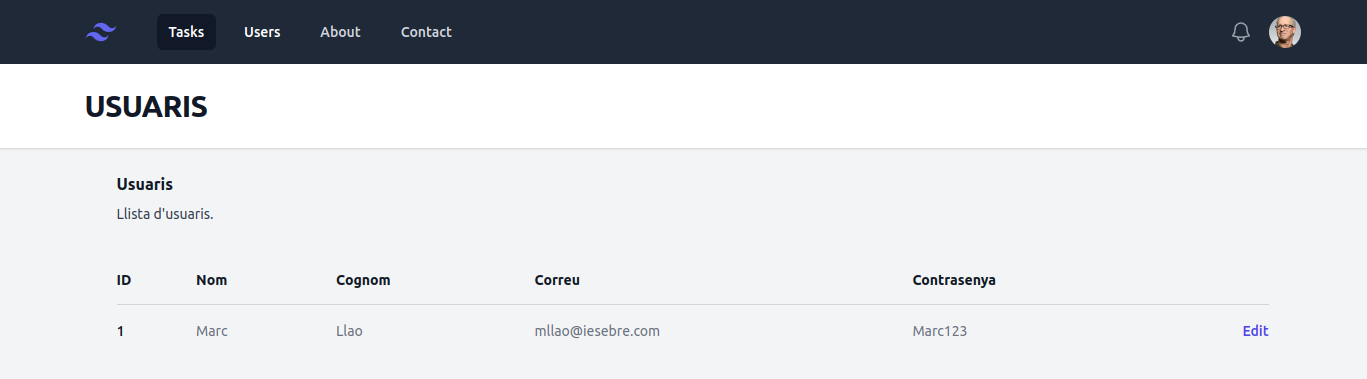 Tasks Users About Contact
USUARIS
Usuaris
Llista d'usuaris.
ID Nom Cognom Correu Contrasenya
1 Marc Llao mllao@iesebre.com Marc123 Edit